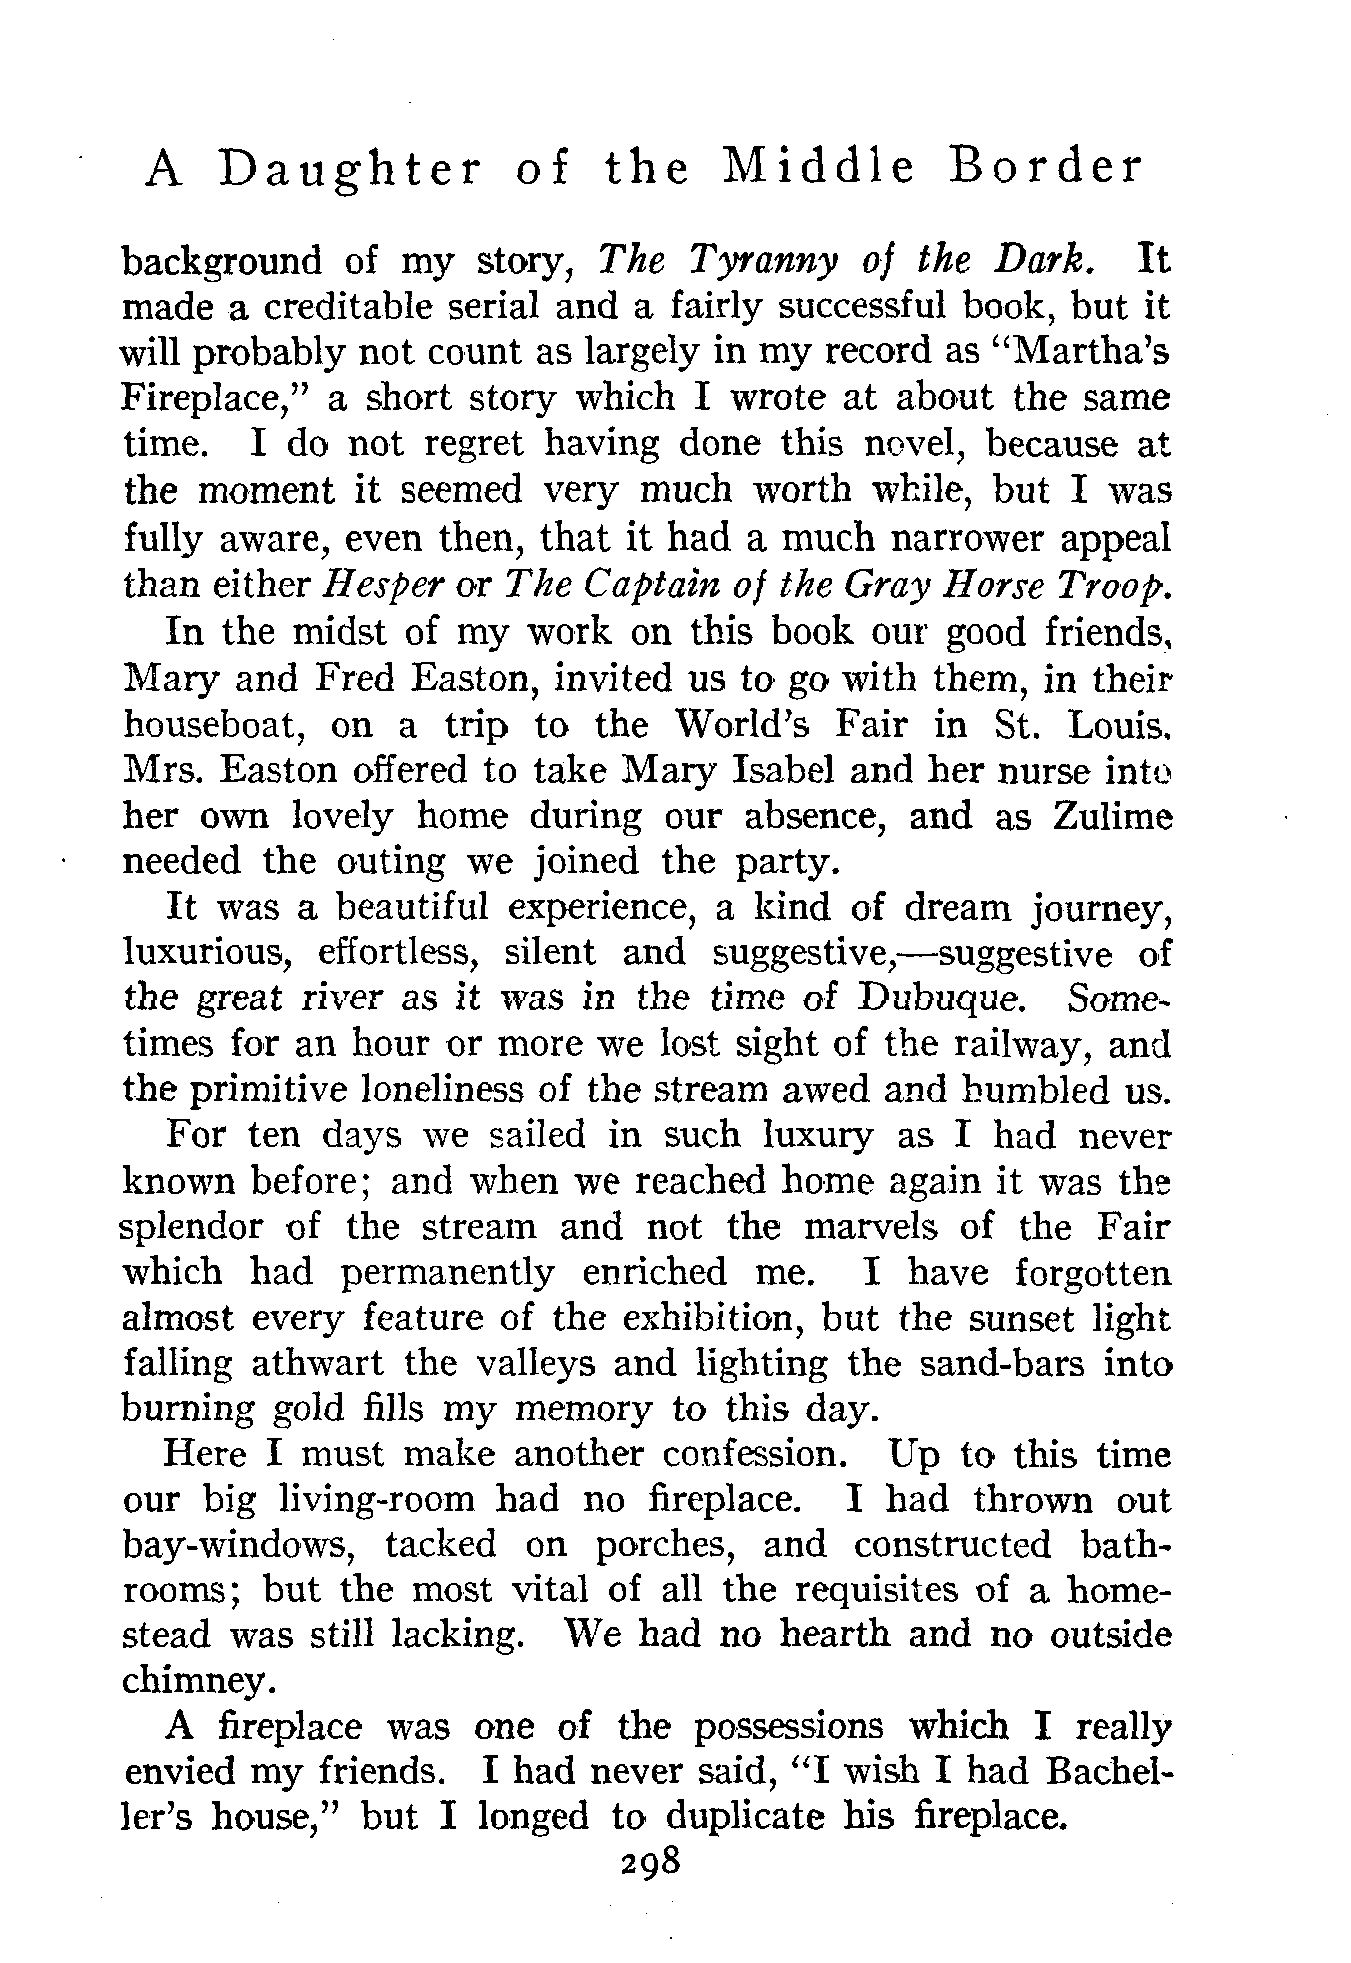 A Daughter of the Middle Border
background of my story, The Tyranny of the Dark. It
made a creditable serial and a fairly successful book, but it
will probably not count as largely in my record as "Martha's
Fireplace," a short story which I wrote at about the same
time. I do not regret having done this novel, because at
the moment it seemed very much worth while, but I was
fully aware, even then, that it had a much narrower appeal
than either Hesper or The Captain of the Gray Horse Troop.
In the midst of my work on this book our good friends,
Mary and Fred Easton, invited us to go with them, in their
houseboat, on a trip to the World's Fair in St. Louis.
Mrs. Easton offered to take Mary Isabel and her nurse into
her own lovely home during our absence, and as Zulime
needed the outing we joined the party.
It was a beautiful experience, a kind of dream journey,
luxurious, effortless, silent and suggestive,—suggestive of
the great river as it was in the time of Dubuque. Some-
times for an hour or more we lost sight of the railway, and
the primitive loneliness of the stream awed and humbled us.
For ten days we sailed in such luxury as I had never
known before; and when we reached home again it was the
splendor of the stream and not the marvels of the Fair
which had permanently enriched me. I have forgotten
almost every feature of the exhibition, but the sunset light
falling athwart the valleys and lighting the sand-bars into
burning gold fills my memory to this day.
Here I must make another confession. Up to this time
our big living-room had no fireplace. I had thrown out
bay-windows, tacked on porches, and constructed bath-
rooms; but the most vital of all the requisites of a home-
stead was still lacking. We had no hearth and no outside
chimney.
A fireplace was one of the possessions which I really
envied my friends. I had never said, "I wish I had Bachel-
ler's house," but I longed to duplicate his fireplace.
298